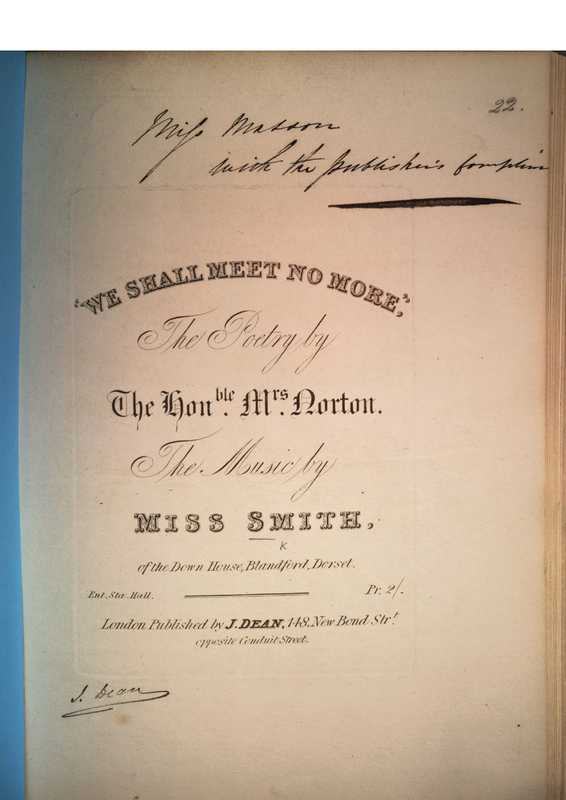 22.
Miss Masson
with the publisher's Complim
"WE SHALL MEET NO MORE,"
The Poetry by
The Honble. Mrs. Norton.
The Music by
MISS SMITH,
K
of the Down House, Blandford, Dorset.
Ent. Sta. Hall. Pr. 2/.
London Published by J. DEAN, 148, New Bond Strt.
opposite Conduit Street.
J. Dean